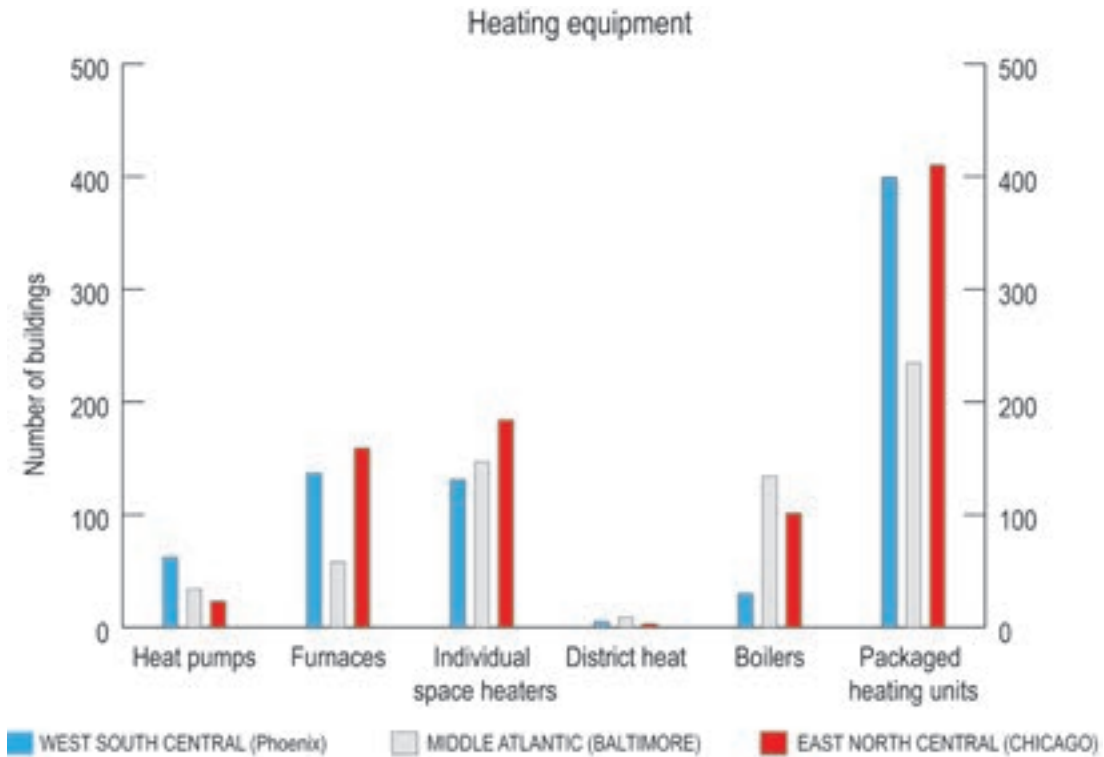 Heating equipment
500
400
300
200
100
0
Number of buildings
500
400
300
200
100
0
Heat pumps
Furnaces
Individual
space heaters
District heat
Boilers
Packaged
heating units
WEST SOUTH CENTRAL (Phoenix)
MIDDLE ATLANTIC (BALTIMORE)
EAST NORTH CENTRAL (CHICAGO)